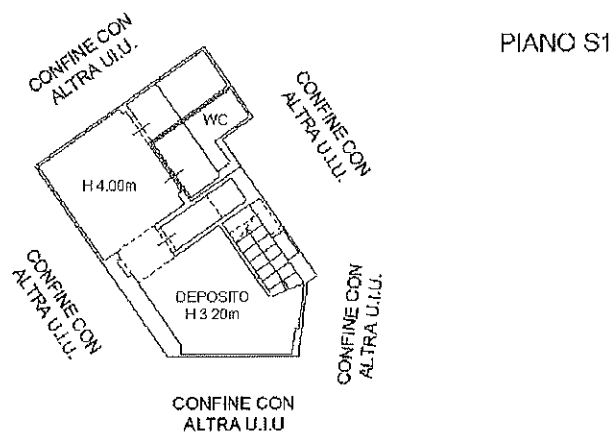 PIANO S1
CONFINE CON
ALTRA U.I.U.
CONFINE CON
ALTRA U.I.U.
WC
H 4.00m
CONFINE CON
ALTRA U.I.U.
DEPOSITO
H 3.20m
CONFINE CON
ALTRA U.I.U.
CONFINE CON
ALTRA U.I.U